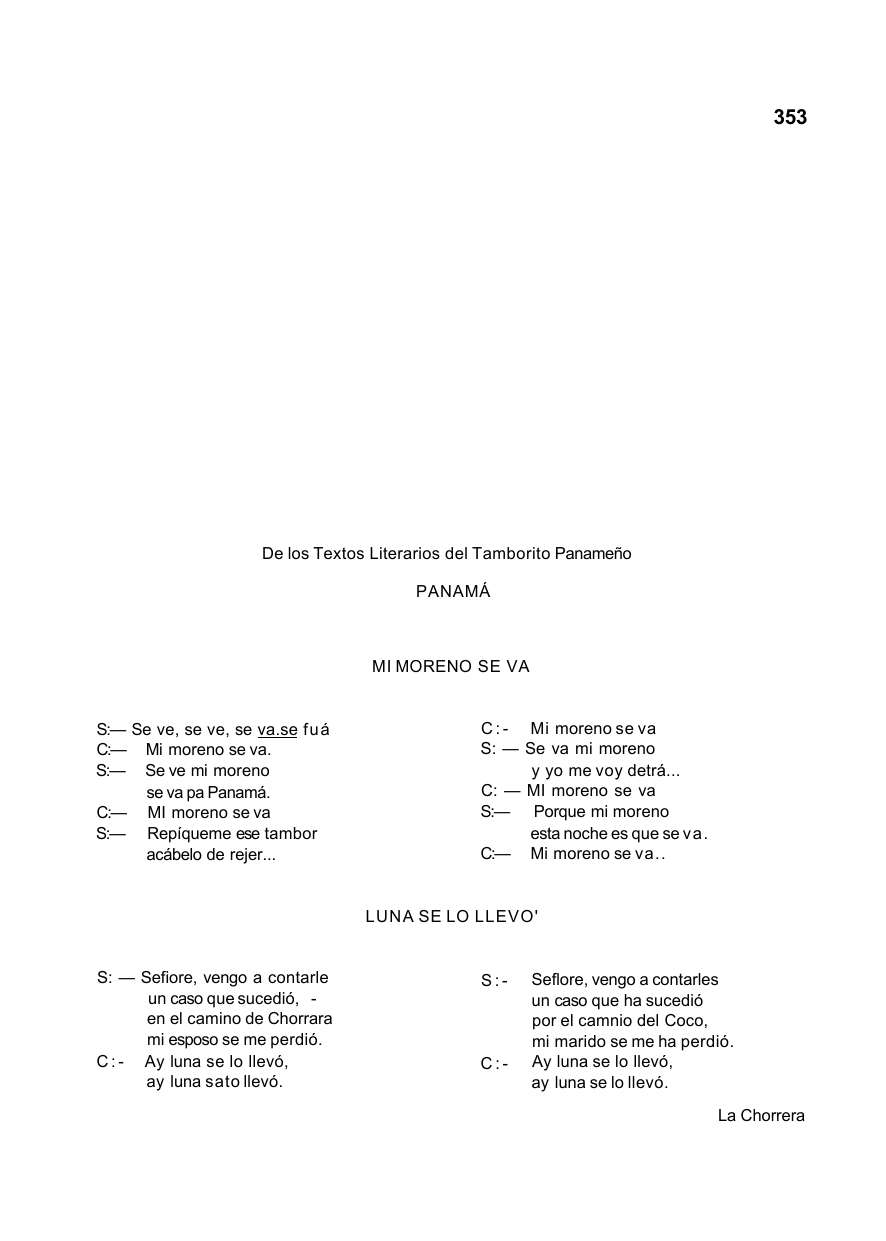 353
De los Textos Literarios del Tamborito Panameño
PANAMÁ
MI MORENO SE VA
S:— Se ve, se ve, se va.se fuá
C:— Mi moreno se va.
S:— Se ve mi moreno
se va pa Panamá.
C:— MI moreno se va
S:— Repíqueme ese tambor
acábelo de rejer...
C:- Mi moreno se va
S: — Se va mi moreno
y yo me voy detrá...
C: — MI moreno se va
S:— Porque mi moreno
esta noche es que se va.
C:— Mi moreno se va..
LUNA SE LO LLEVO'
S: — Sefiore, vengo a contarle
un caso que sucedió, -
en el camino de Chorrara
mi esposo se me perdió.
C:- Ay luna se lo llevó,
ay luna sato llevó.
S:- Seflore, vengo a contarles
un caso que ha sucedió
por el camnio del Coco,
mi marido se me ha perdió.
C:- Ay luna se lo llevó,
ay luna se lo llevó.
La Chorrera